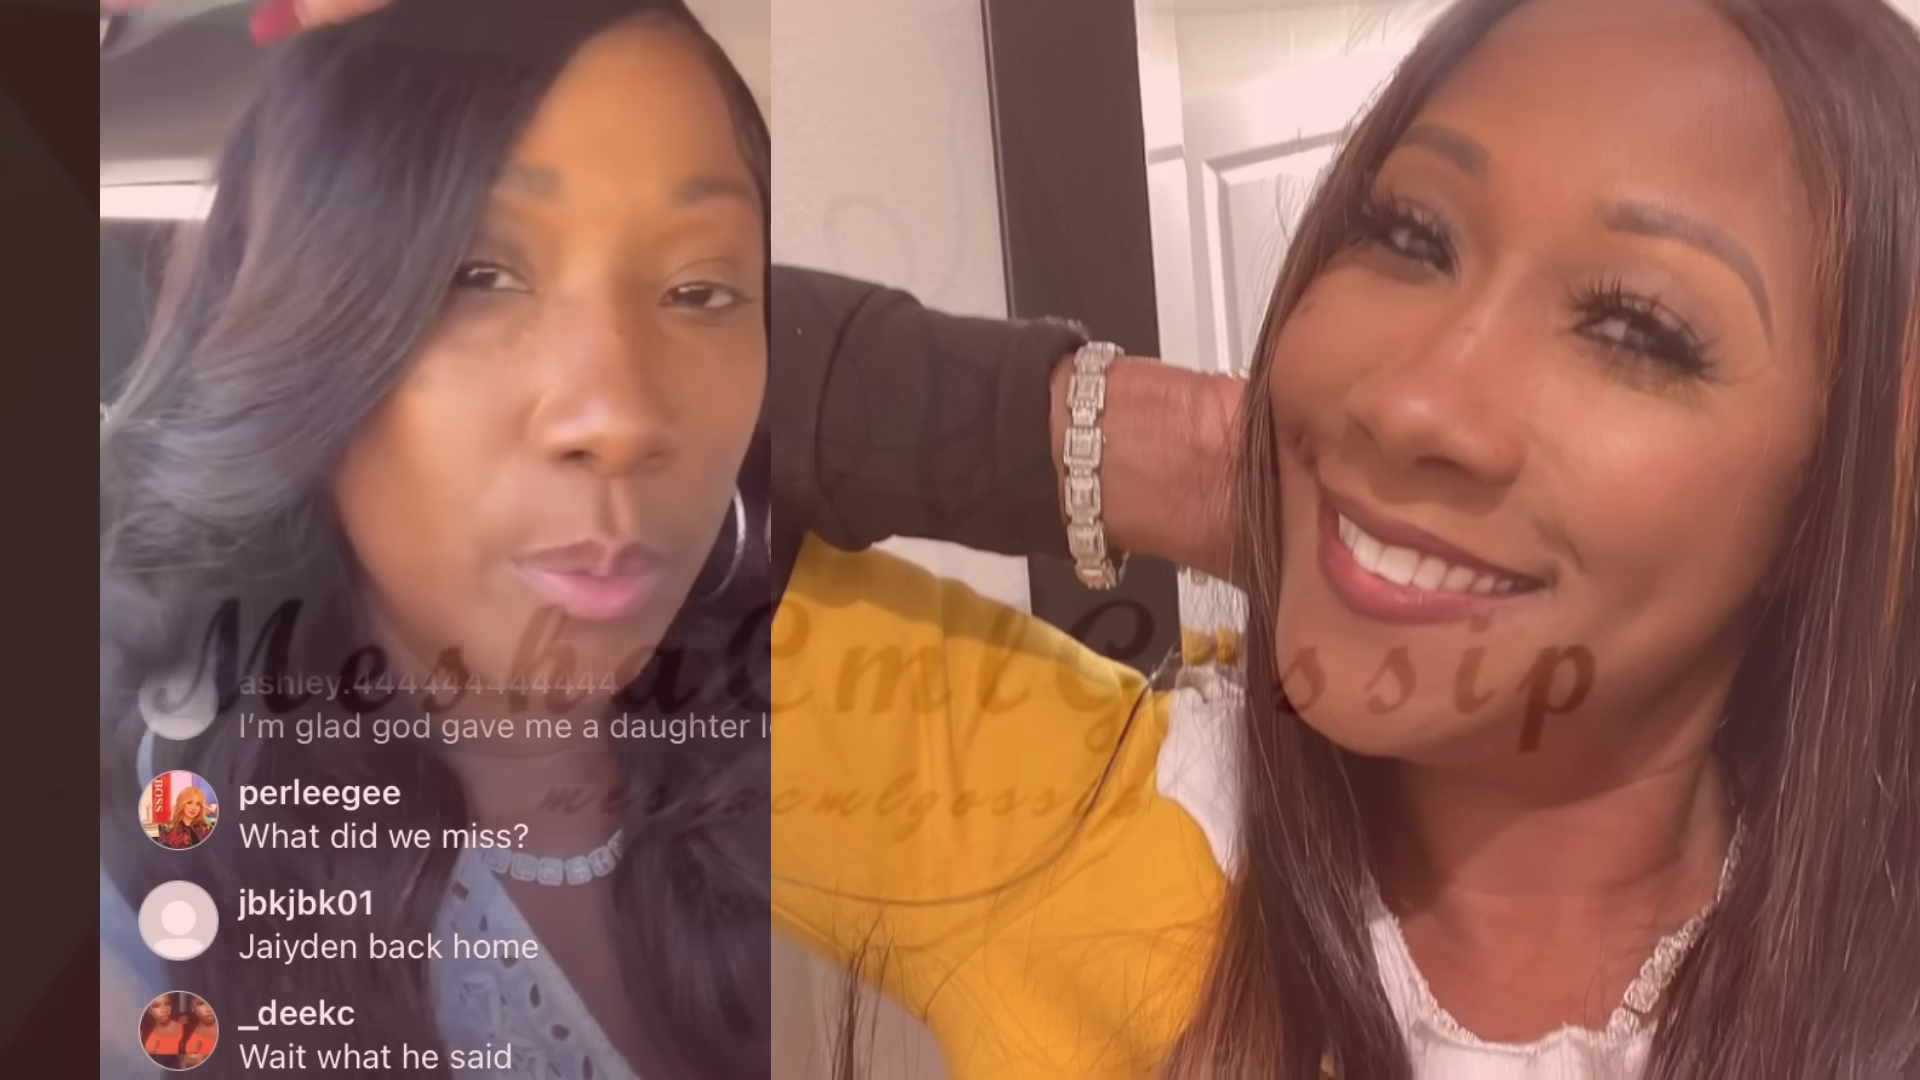 ashley.444444444444
I'm glad god gave me a daughter
perleegee
What did we miss?
jbkjbk01
Jaiyden back home
_deekc
Wait what he said
MeshaEmlGossip
meshaemlgossip
BOSS